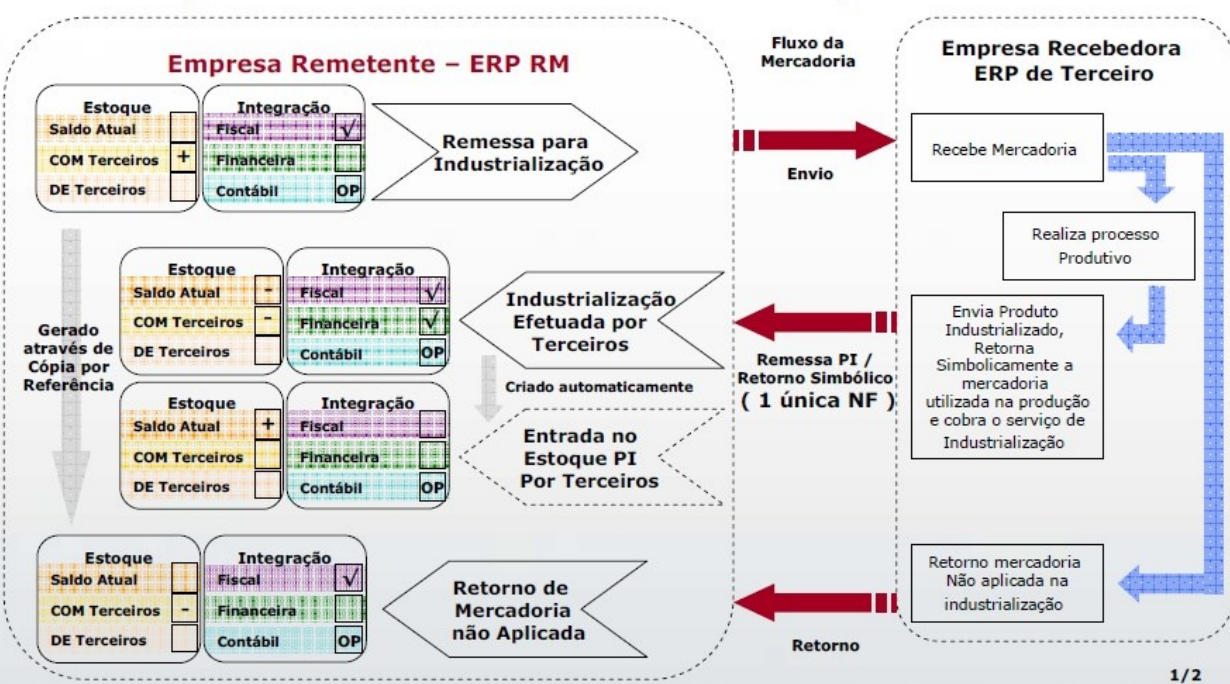 Empresa Remetente – ERP RM
Estoque
Saldo Atual
COM Terceiros +
DE Terceiros
Integração
Fiscal √
Financeira
Contábil OP
Remessa para
Industrialização
Fluxo da
Mercadoria
Envio
Empresa Recebedora
ERP de Terceiro
Recebe Mercadoria
Realiza processo
Produtivo
Gerado
através de
Cópia por
Referência
Estoque
Saldo Atual -
COM Terceiros -
DE Terceiros
Integração
Fiscal √
Financeira √
Contábil OP
Industrialização
Efetuada por
Terceiros
Criado automaticamente
Remessa PI /
Retorno Simbólico
( 1 única NF )
Envia Produto
Industrializado,
Retorna
Simbolicamente a
mercadoria
utilizada na produção
e cobra o serviço de
Industrialização
Estoque
Saldo Atual +
COM Terceiros
DE Terceiros
Integração
Fiscal
Financeira
Contábil OP
Entrada no
Estoque PI
Por Terceiros
Estoque
Saldo Atual
COM Terceiros -
DE Terceiros
Integração
Fiscal √
Financeira
Contábil OP
Retorno de
Mercadoria
não Aplicada
Retorno
Retorno mercadoria
Não aplicada na
industrialização
1/2